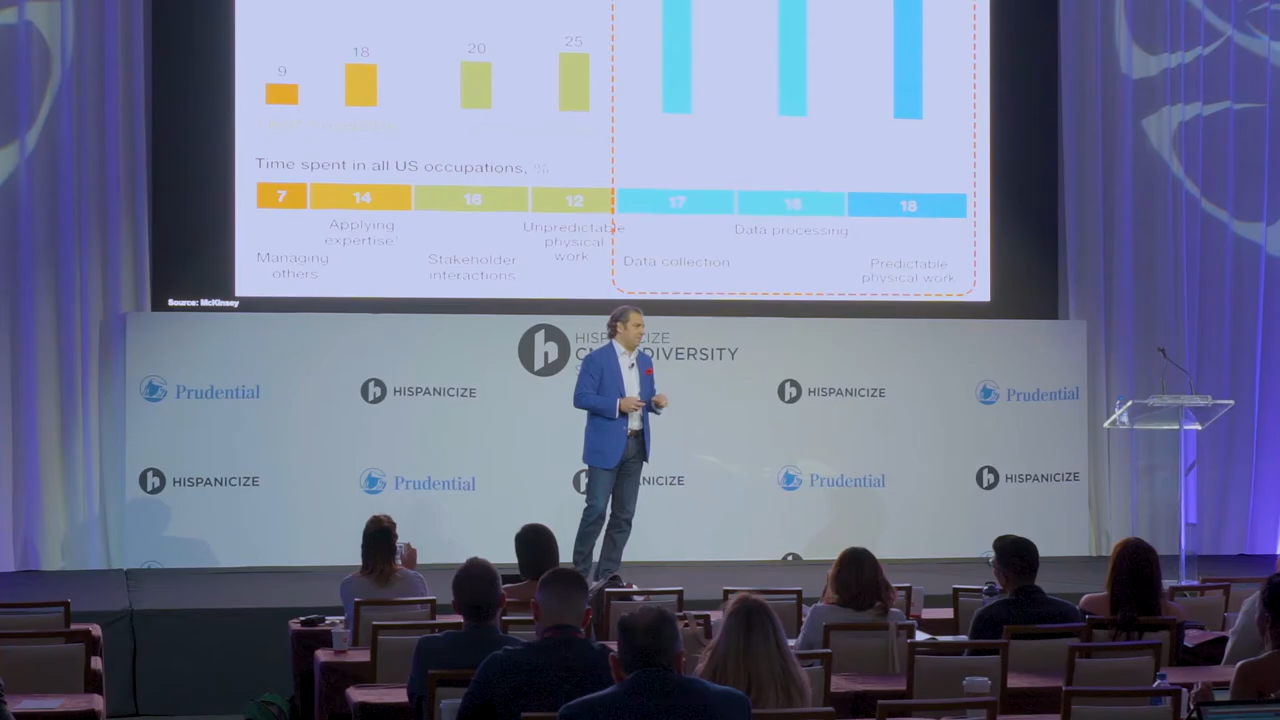 9
18
20
25
Time spent in all US occupations, %
7
14
16
12
17
16
18
Applying
expertise
Unpredictable
physical
work
Data processing
Managing
others
Stakeholder
interactions
Data collection
Predictable
physical work
Source: McKinsey
HISPANICIZE
DIVERSITY
Prudential
HISPANICIZE
HISPANICIZE
Prudential
HISPANICIZE
Prudential
NICIZE
Prudential
HISPANICIZE